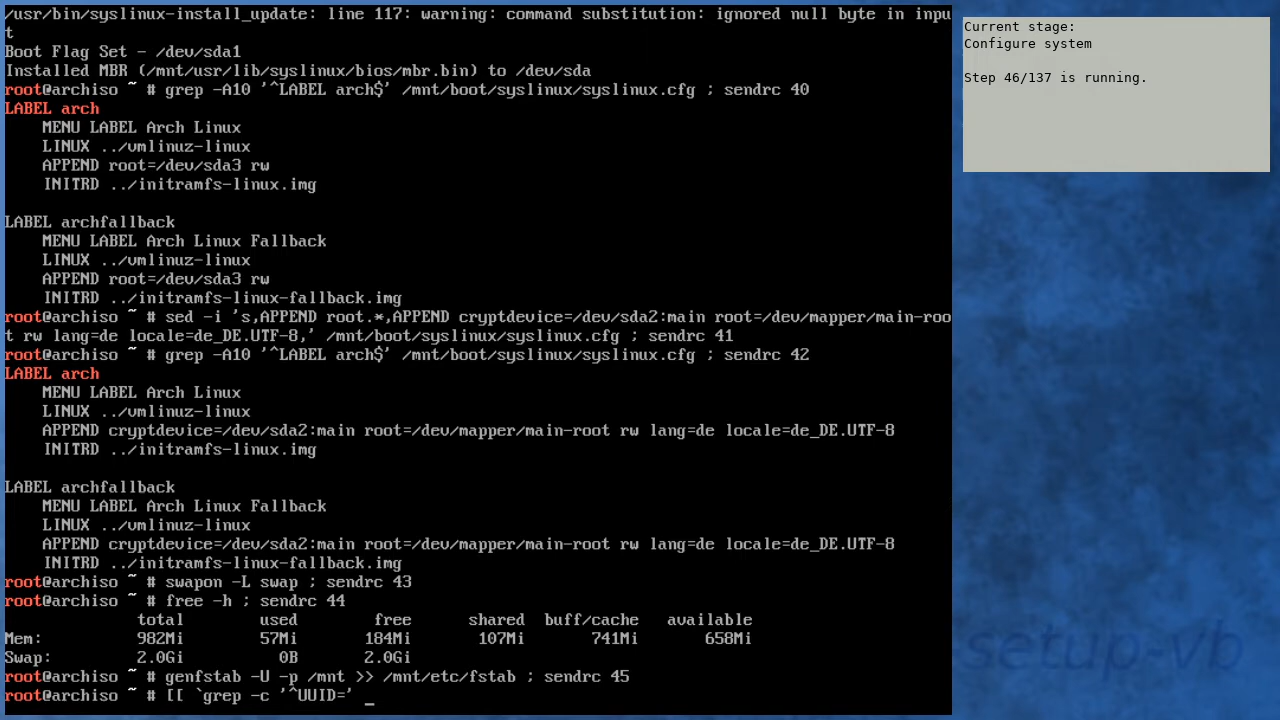 /usr/bin/syslinux-install_update: line 117: warning: command substitution: ignored null byte in inpu
t
Boot Flag Set - /dev/sda1
Installed MBR (/mnt/usr/lib/syslinux/bios/mbr.bin) to /dev/sda
root@archiso ~ # grep -A10 '^LABEL arch$' /mnt/boot/syslinux/syslinux.cfg ; sendrc 40
LABEL arch
    MENU LABEL Arch Linux
    LINUX ../vmlinuz-linux
    APPEND root=/dev/sda3 rw
    INITRD ../initramfs-linux.img

LABEL archfallback
    MENU LABEL Arch Linux Fallback
    LINUX ../vmlinuz-linux
    APPEND root=/dev/sda3 rw
    INITRD ../initramfs-linux-fallback.img
root@archiso ~ # sed -i 's,APPEND root.*,APPEND cryptdevice=/dev/sda2:main root=/dev/mapper/main-roo
t rw lang=de locale=de_DE.UTF-8,' /mnt/boot/syslinux/syslinux.cfg ; sendrc 41
root@archiso ~ # grep -A10 '^LABEL arch$' /mnt/boot/syslinux/syslinux.cfg ; sendrc 42
LABEL arch
    MENU LABEL Arch Linux
    LINUX ../vmlinuz-linux
    APPEND cryptdevice=/dev/sda2:main root=/dev/mapper/main-root rw lang=de locale=de_DE.UTF-8
    INITRD ../initramfs-linux.img

LABEL archfallback
    MENU LABEL Arch Linux Fallback
    LINUX ../vmlinuz-linux
    APPEND cryptdevice=/dev/sda2:main root=/dev/mapper/main-root rw lang=de locale=de_DE.UTF-8
    INITRD ../initramfs-linux-fallback.img
root@archiso ~ # swapon -L swap ; sendrc 43
root@archiso ~ # free -h ; sendrc 44
              total        used        free      shared  buff/cache   available
Mem:          982Mi        57Mi       184Mi       107Mi       741Mi       658Mi
Swap:         2.0Gi          0B       2.0Gi
root@archiso ~ # genfstab -U -p /mnt >> /mnt/etc/fstab ; sendrc 45
root@archiso ~ # [[ `grep -c '^UUID=' _
Current stage:
Configure system

Step 46/137 is running.
setup-vb